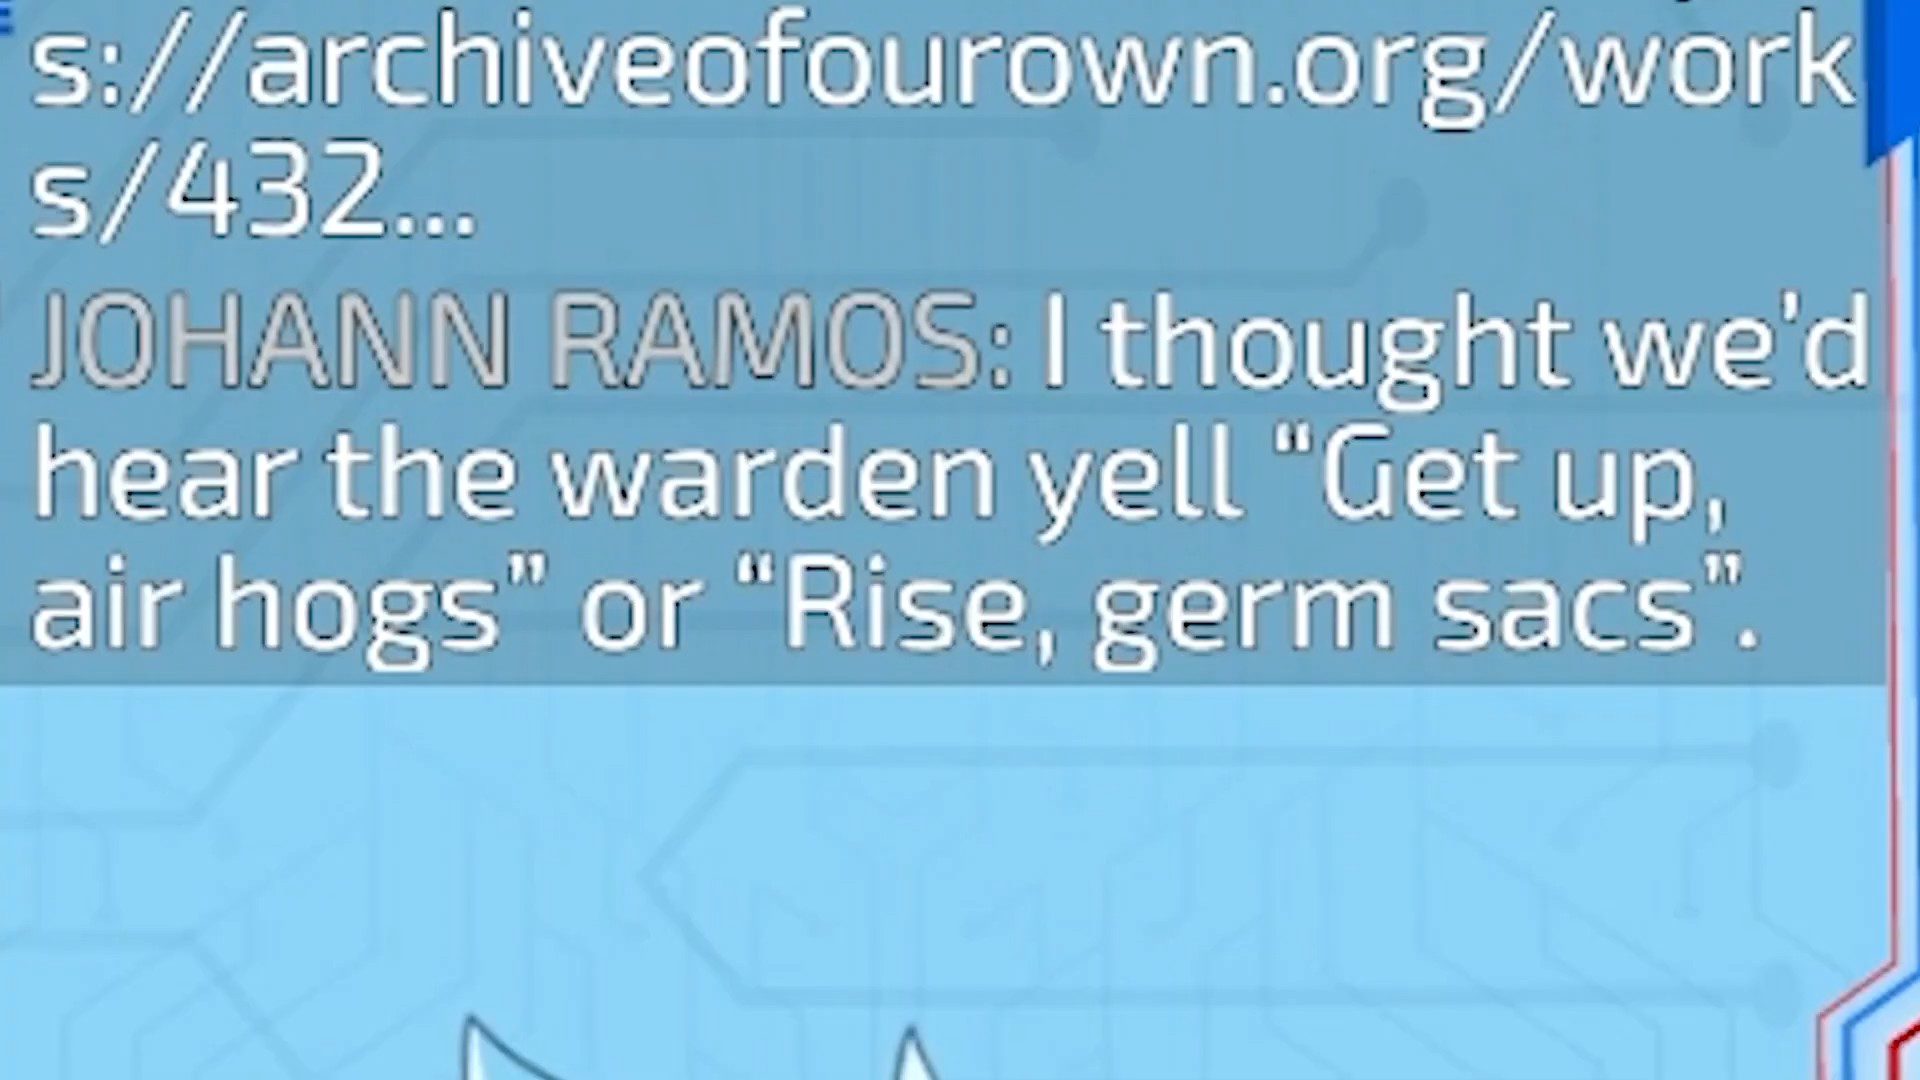 s://archiveofourown.org/work
s/432...
JOHANN RAMOS: I thought we'd
hear the warden yell “Get up,
air hogs” or “Rise, germ sacs”.